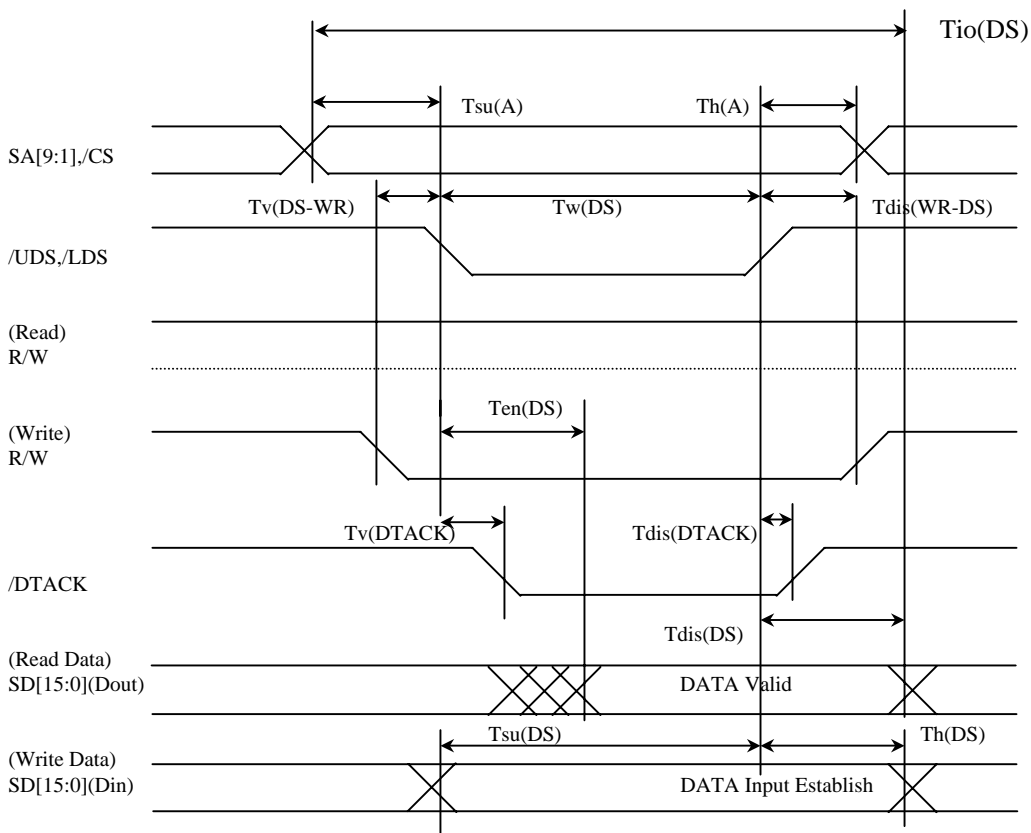 Tio(DS)
Tsu(A)
Th(A)
SA[9:1],/CS
Tv(DS-WR)
Tw(DS)
Tdis(WR-DS)
/UDS,/LDS
(Read)
R/W
Ten(DS)
(Write)
R/W
Tv(DTACK)
Tdis(DTACK)
/DTACK
Tdis(DS)
(Read Data)
SD[15:0](Dout)
DATA Valid
Tsu(DS)
Th(DS)
(Write Data)
SD[15:0](Din)
DATA Input Establish